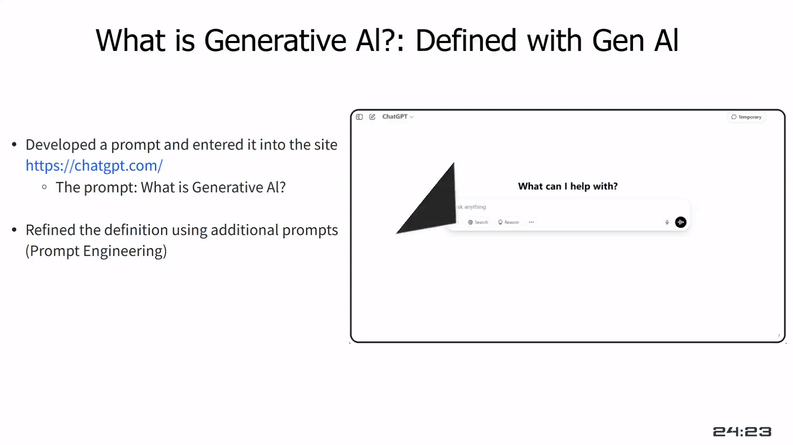 What is Generative AI?: Defined with Gen AI
• Developed a prompt and entered it into the site
https://chatgpt.com/
◦ The prompt: What is Generative AI?
• Refined the definition using additional prompts
(Prompt Engineering)
ChatGPT
Temporary
What can I help with?
anything
Search
Reason
24:23